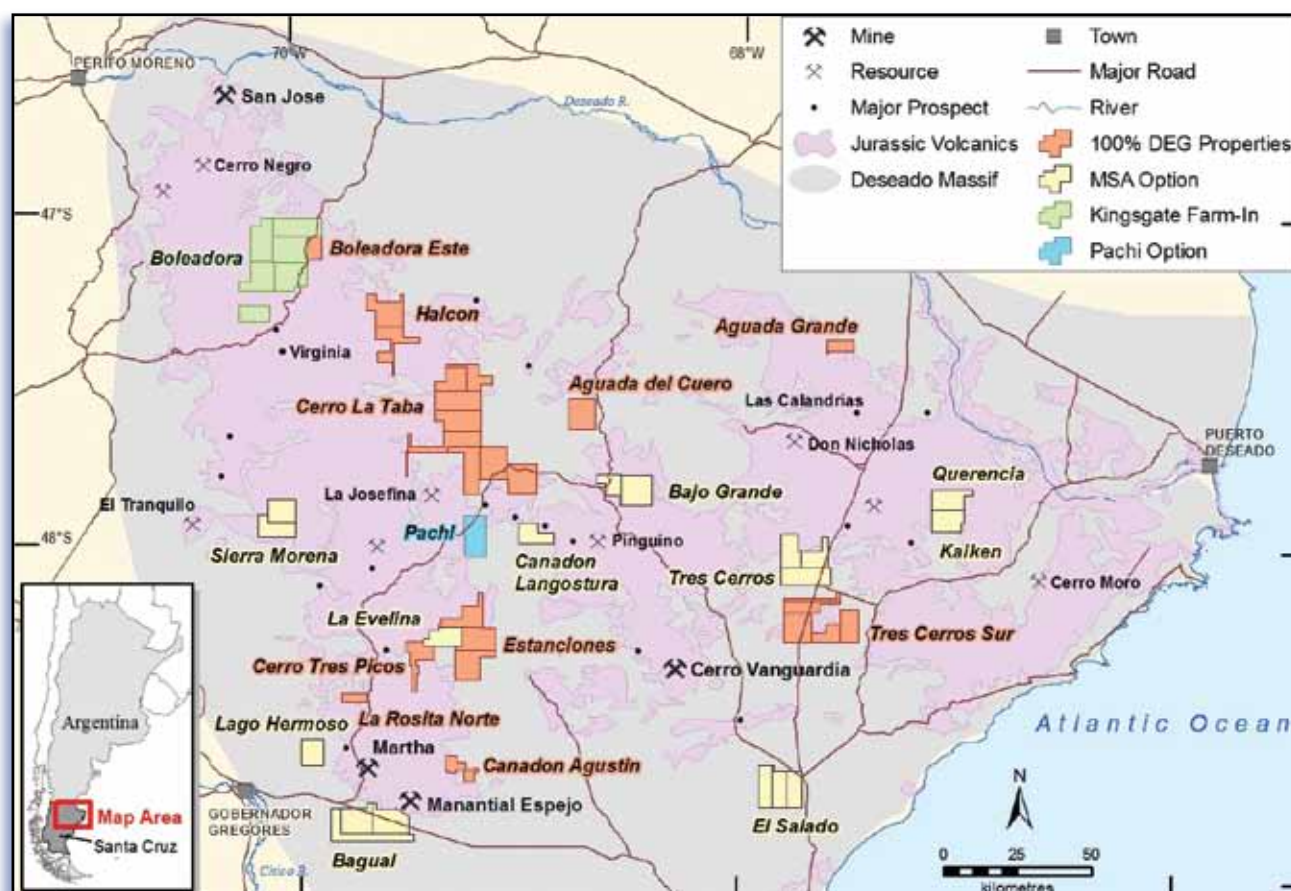 70°W
68°W
PERITO MORENO
San Jose
Deseado R.
Mine
Resource
Major Prospect
Jurassic Volcanics
Deseado Massif
Town
Major Road
River
100% DEG Properties
MSA Option
Kingsgate Farm-In
Pachi Option
Cerro Negro
47°S
Boleadora
Boleadora Este
Halcon
Virginia
Aguada Grande
Cerro La Taba
Aguada del Cuero
Las Calandrias
Don Nicholas
PUERTO
DESEADO
Querencia
La Josefina
Bajo Grande
El Tranquilo
Pachi
48°S
Sierra Morena
Canadon
Langostura
Pinguino
Kaiken
Tres Cerros
Cerro Moro
La Evelina
Estanciones
Tres Cerros Sur
Cerro Tres Picos
Cerro Vanguardia
Lago Hermoso
La Rosita Norte
Martha
Canadon Agustin
Atlantic Ocean
Argentina
Map Area
Santa Cruz
GOBERNADOR
GREGORES
Manantial Espejo
El Salado
Bagual
Chico R.
N
0 25 50
kilometres